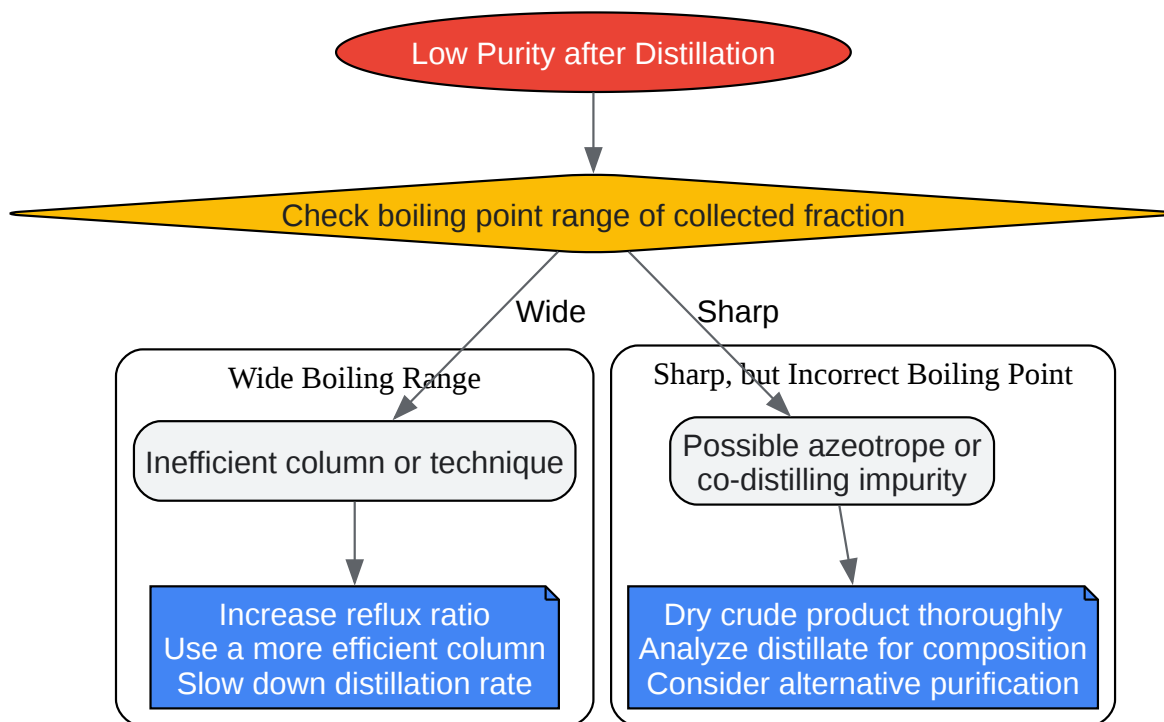 Low Purity after Distillation
Check boiling point range of collected fraction
Wide
Sharp
Wide Boiling Range
Inefficient column or technique
Increase reflux ratio
Use a more efficient column
Slow down distillation rate
Sharp, but Incorrect Boiling Point
Possible azeotrope or
co-distilling impurity
Dry crude product thoroughly
Analyze distillate for composition
Consider alternative purification